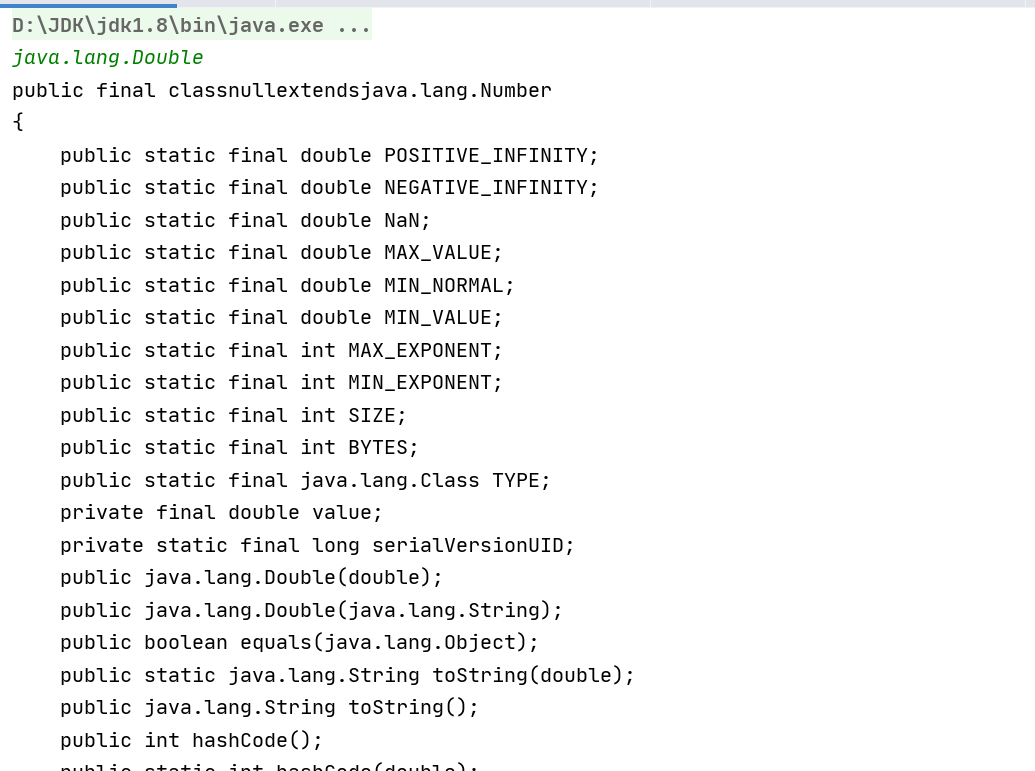 D:\JDK\jdk1.8\bin\java.exe ...
java.lang.Double
public final classnullextendsjava.lang.Number
{
    public static final double POSITIVE_INFINITY;
    public static final double NEGATIVE_INFINITY;
    public static final double NaN;
    public static final double MAX_VALUE;
    public static final double MIN_NORMAL;
    public static final double MIN_VALUE;
    public static final int MAX_EXPONENT;
    public static final int MIN_EXPONENT;
    public static final int SIZE;
    public static final int BYTES;
    public static final java.lang.Class TYPE;
    private final double value;
    private static final long serialVersionUID;
    public java.lang.Double(double);
    public java.lang.Double(java.lang.String);
    public boolean equals(java.lang.Object);
    public static java.lang.String toString(double);
    public java.lang.String toString();
    public int hashCode();
    public static int hashCode(double);